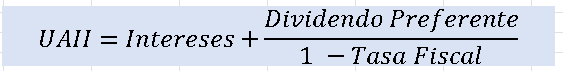 UAII = Intereses + Dividendo Preferente
1 − Tasa Fiscal